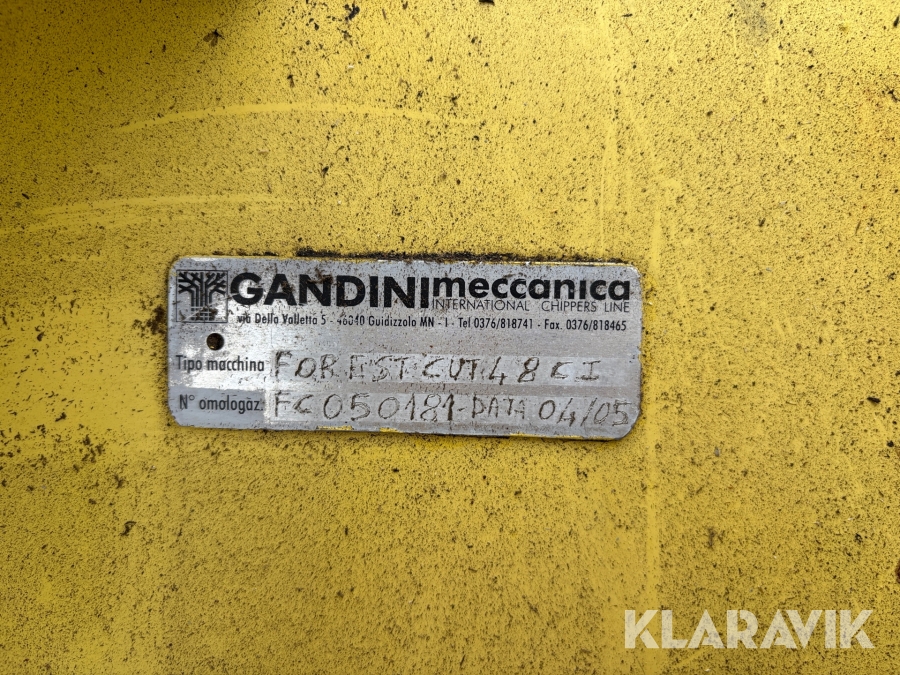 GANDINI meccanica
INTERNATIONAL CHIPPERS LINE
via Della Valletta 5 - 46040 Guidizzolo MN - I - Tel 0376/818741 - Fax. 0376/818465
Tipo macchina FOREST CUT 48 CI
N° omologaz. FC050181-DATA 04/05
KLARAVIK